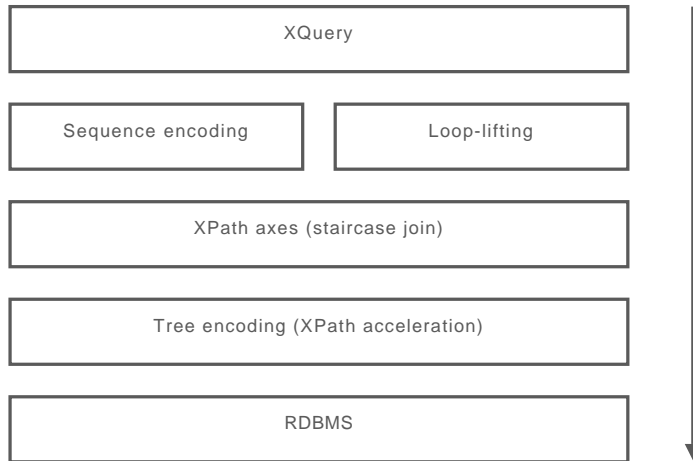 XQuery
Sequence encoding
Loop-lifting
XPath axes (staircase join)
Tree encoding (XPath acceleration)
RDBMS